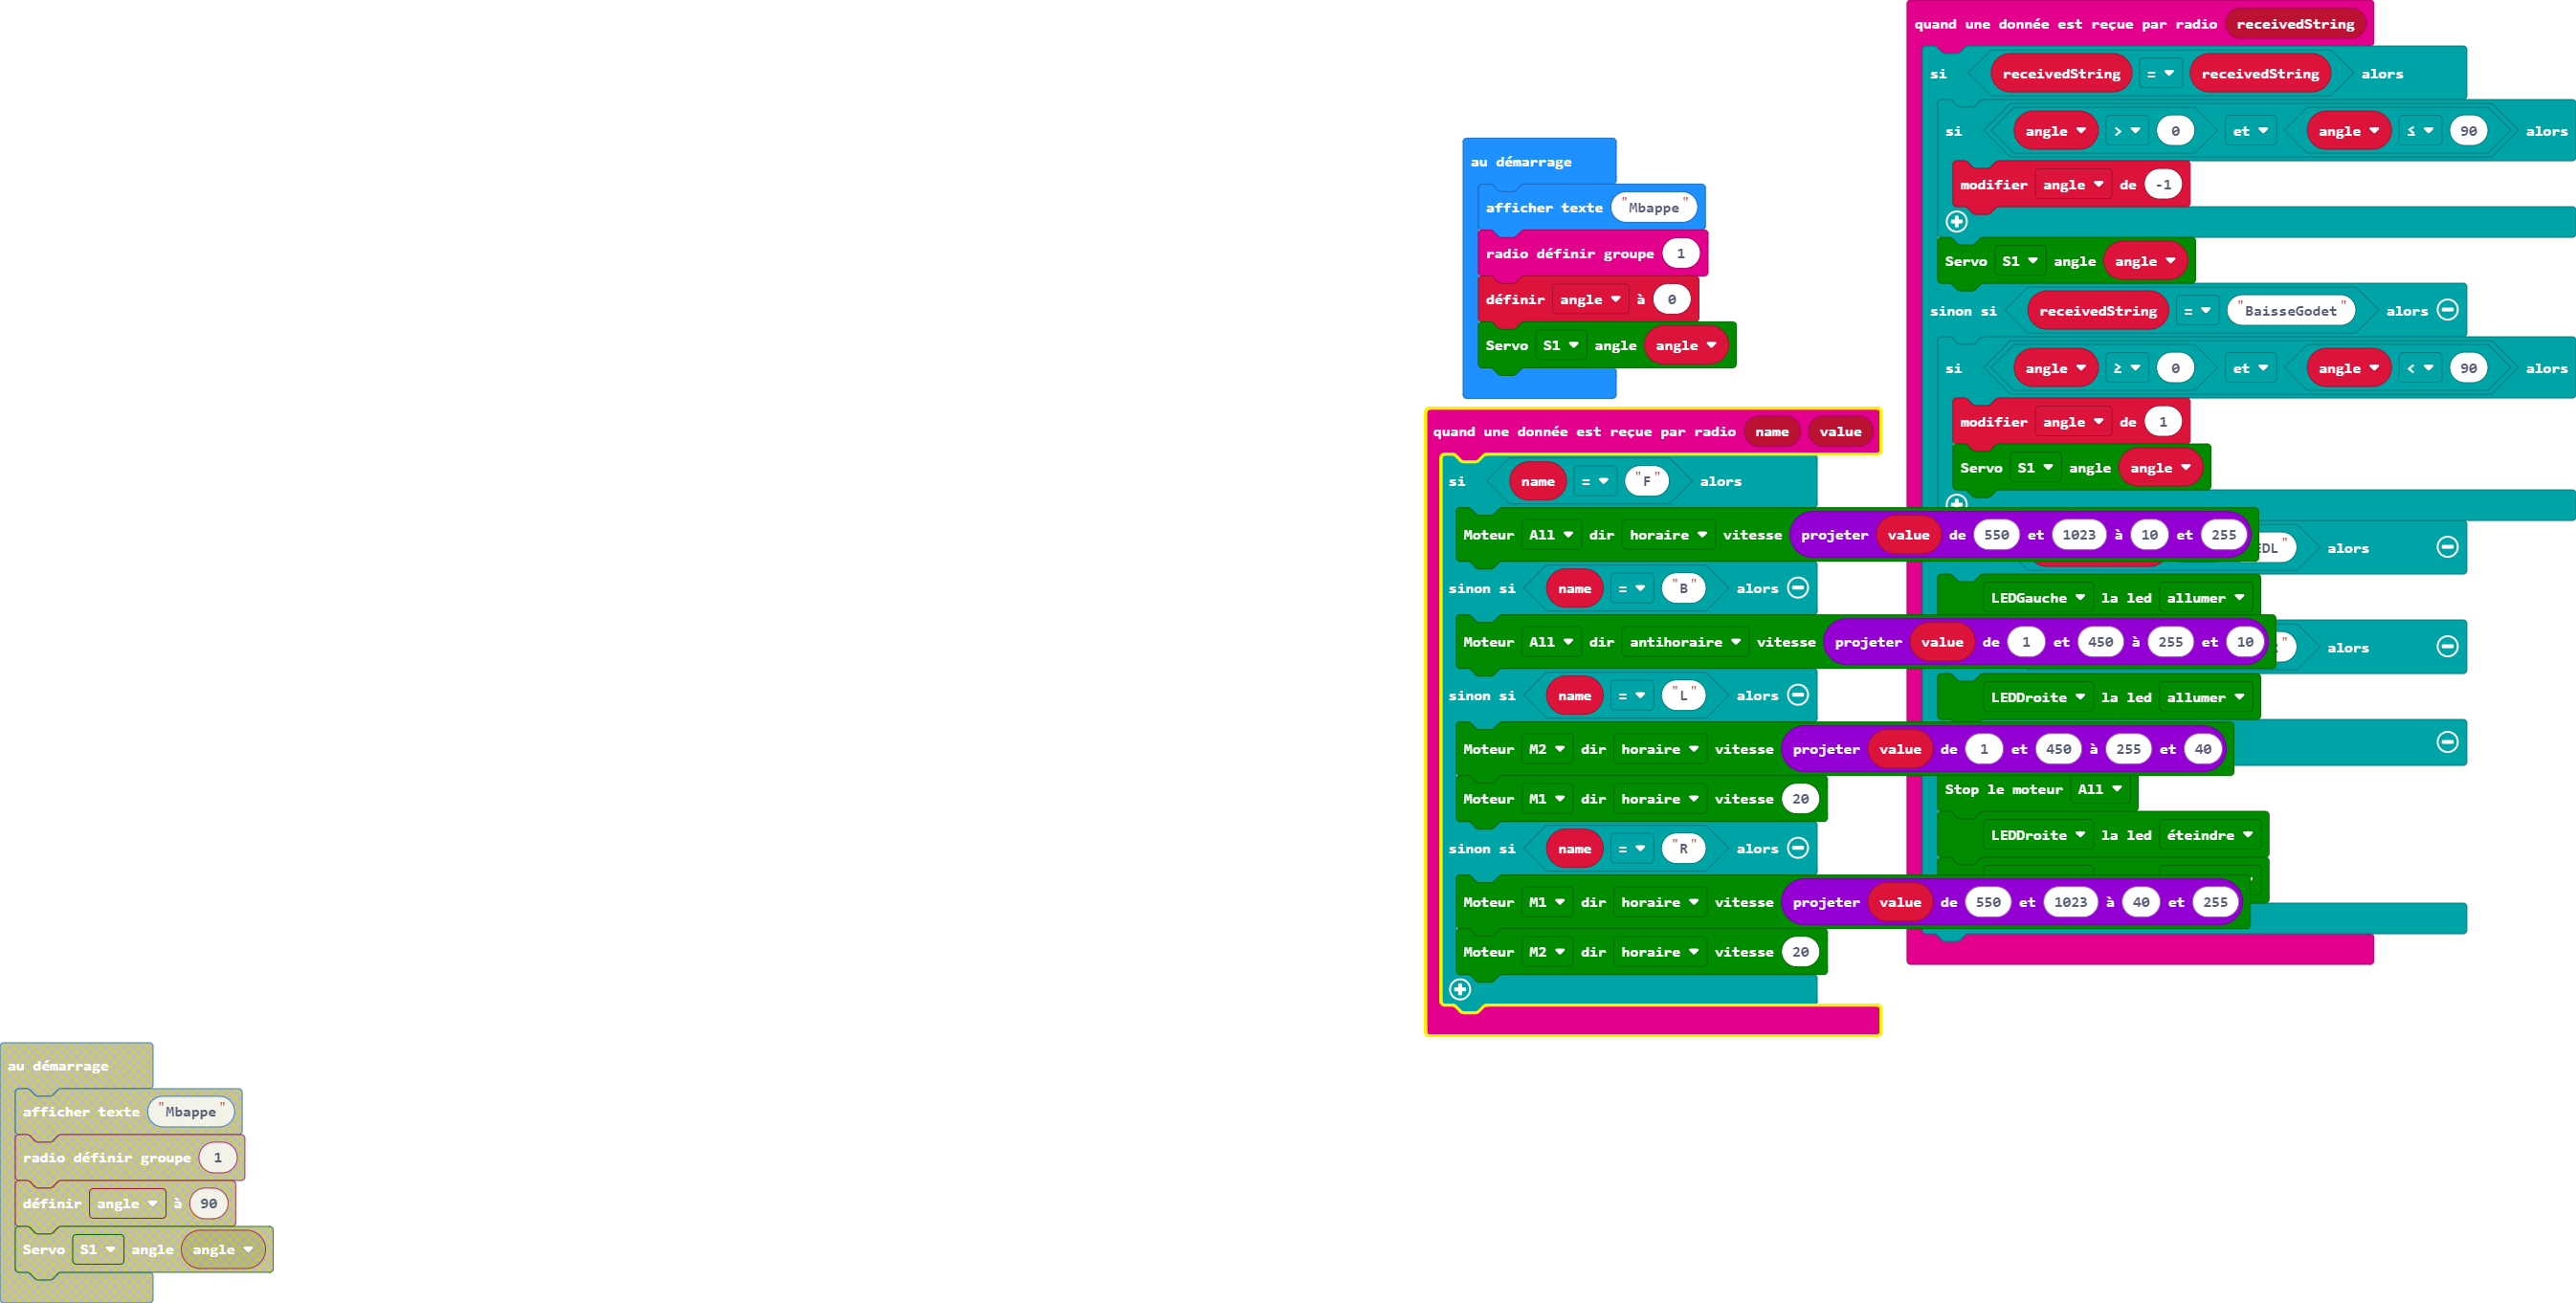 quand une donnée est reçue par radio receivedString
si receivedString = receivedString alors
si angle > 0 et angle ≤ 90 alors
modifier angle de -1
Servo S1 angle angle
sinon si receivedString = "BaisseGodet" alors
si angle ≥ 0 et angle < 90 alors
modifier angle de 1
Servo S1 angle angle
alors
LEDGauche la led allumer
alors
LEDDroite la led allumer
Stop le moteur All
LEDDroite la led éteindre
au démarrage
afficher texte "Mbappe"
radio définir groupe 1
définir angle à 0
Servo S1 angle angle
quand une donnée est reçue par radio name value
si name = "F" alors
Moteur All dir horaire vitesse projeter value de 550 et 1023 à 10 et 255
sinon si name = "B" alors
Moteur All dir antihoraire vitesse projeter value de 1 et 450 à 255 et 10
sinon si name = "L" alors
Moteur M2 dir horaire vitesse projeter value de 1 et 450 à 255 et 40
Moteur M1 dir horaire vitesse 20
sinon si name = "R" alors
Moteur M1 dir horaire vitesse projeter value de 550 et 1023 à 40 et 255
Moteur M2 dir horaire vitesse 20
au démarrage
afficher texte "Mbappe"
radio définir groupe 1
définir angle à 90
Servo S1 angle angle